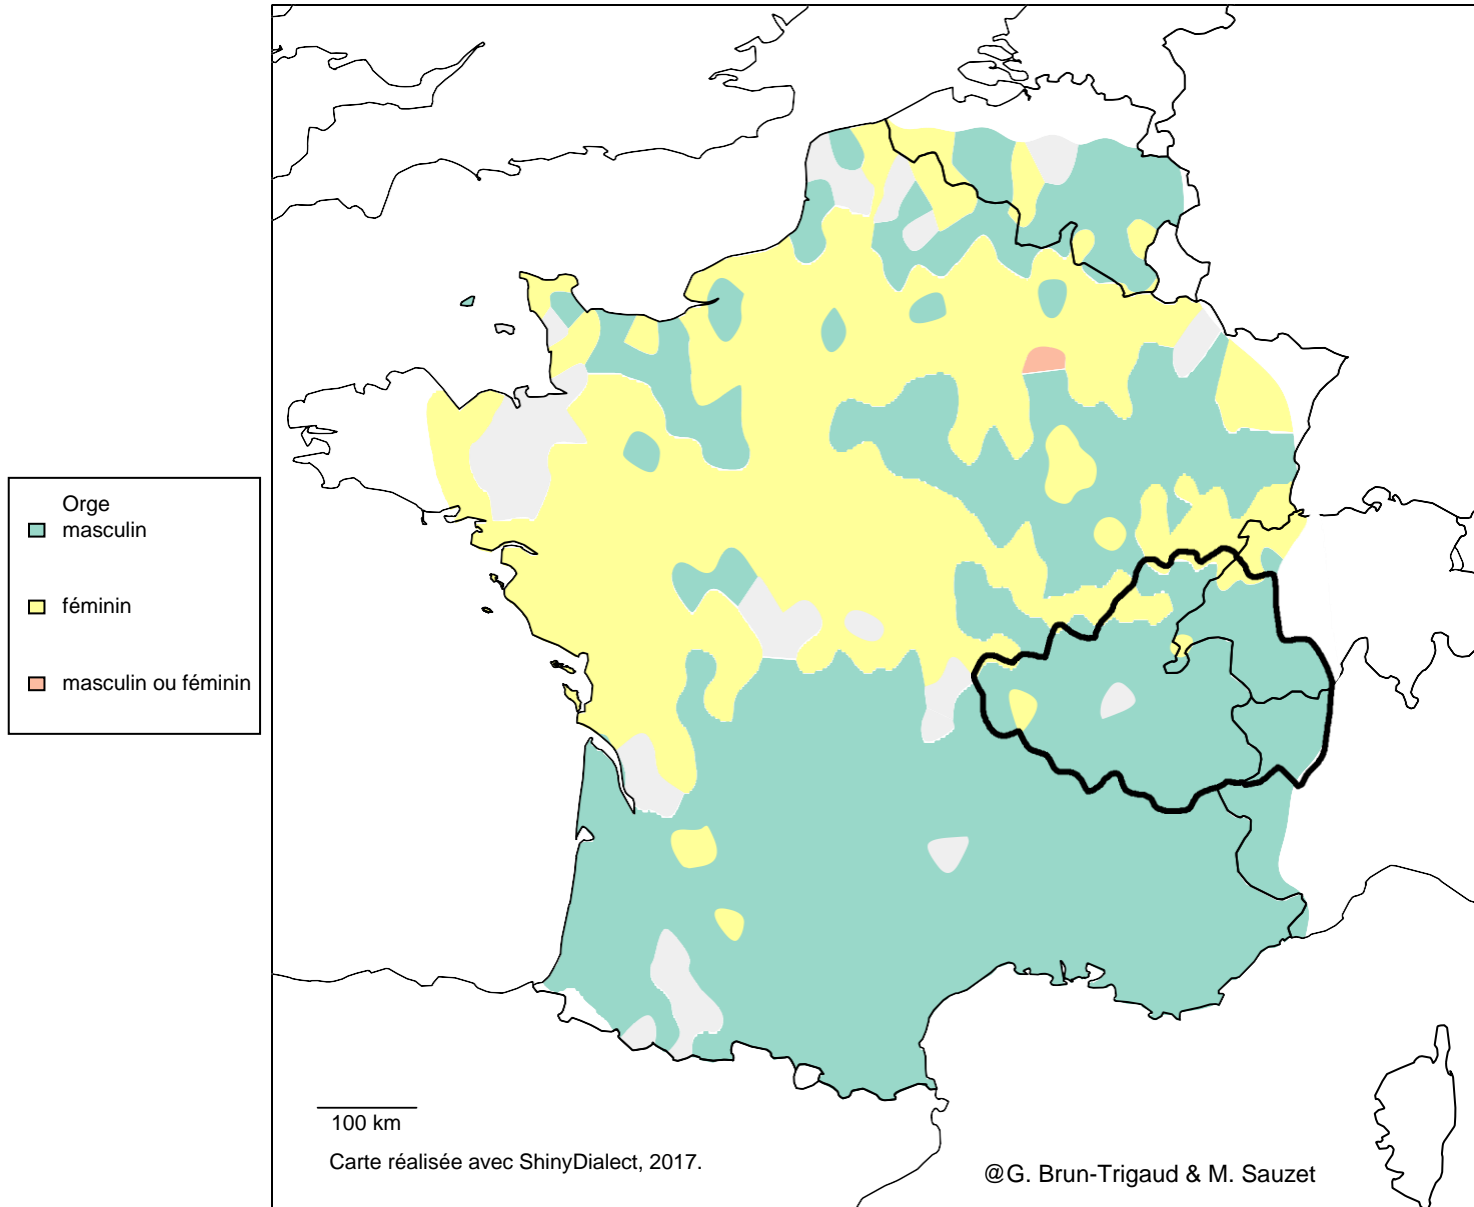 Orge
masculin
féminin
masculin ou féminin
100 km
Carte réalisée avec ShinyDialect, 2017.
@G. Brun-Trigaud & M. Sauzet